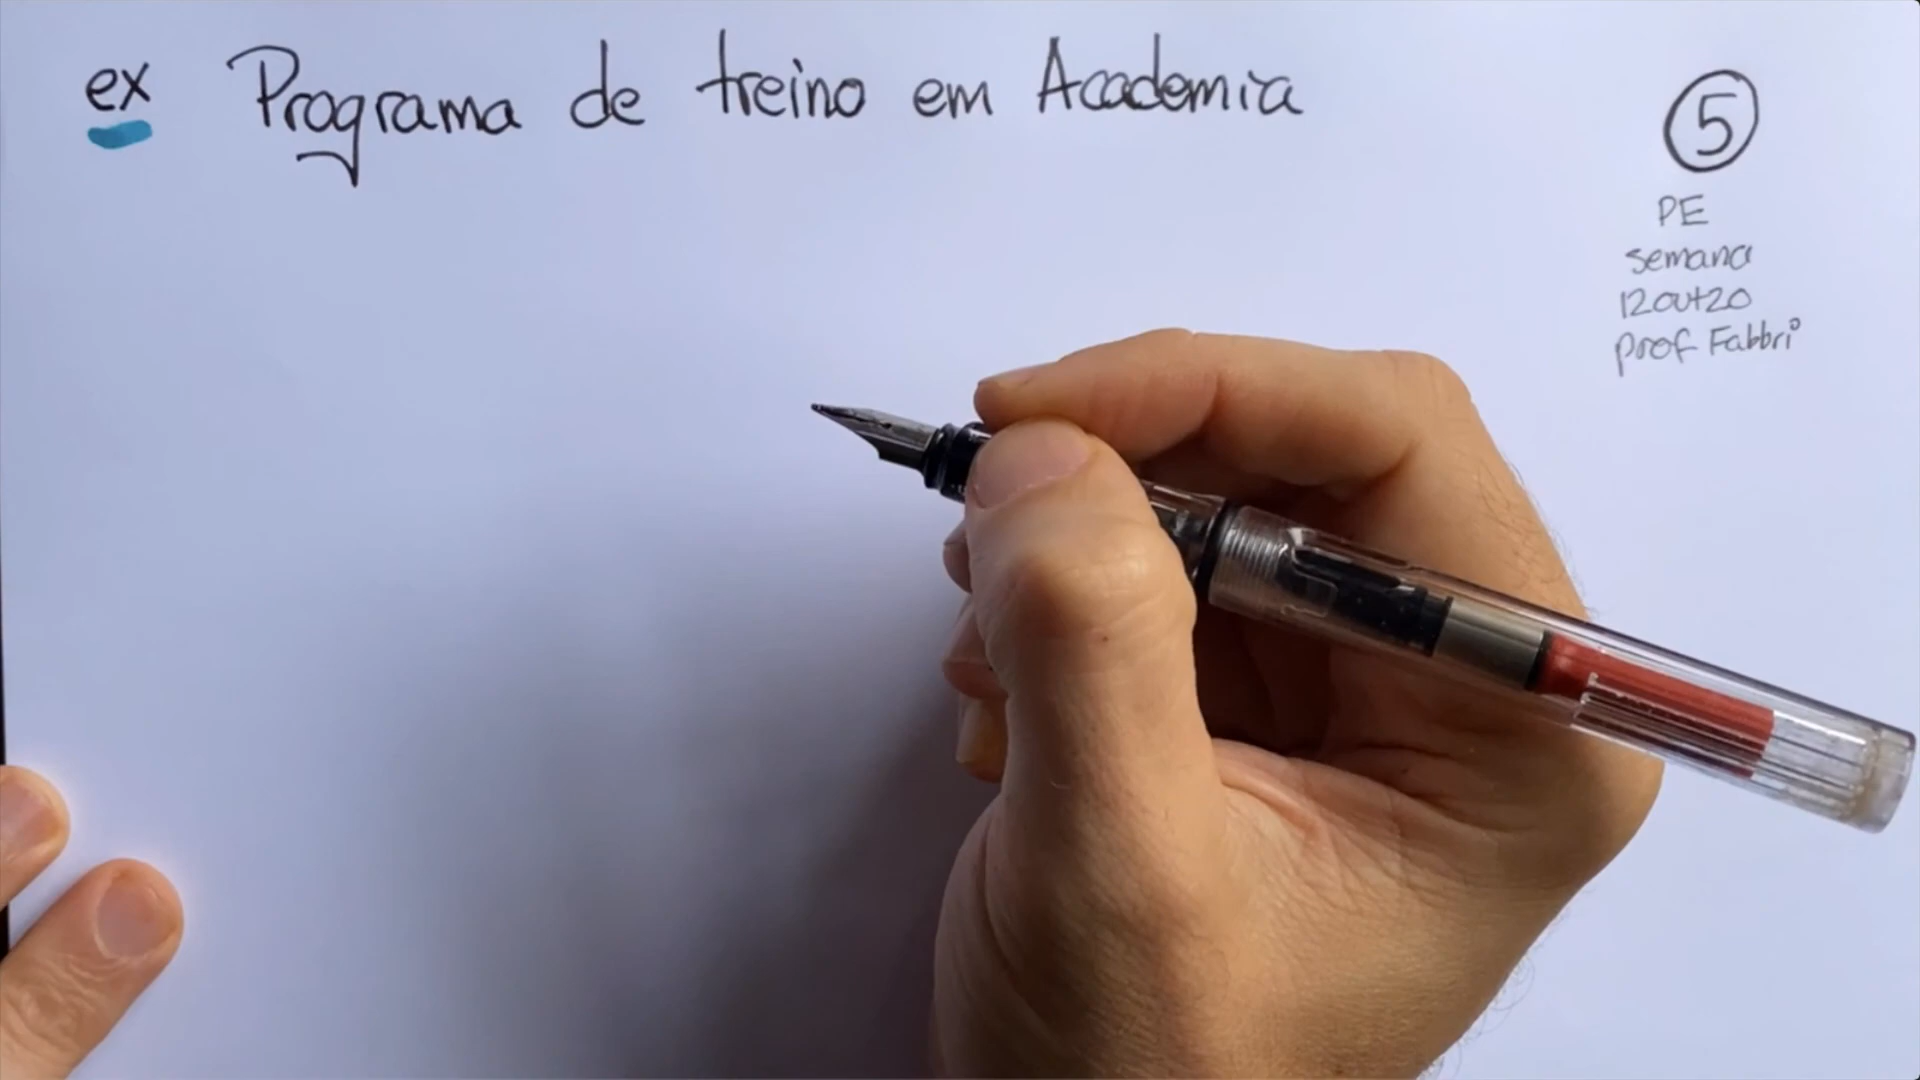 ex Programa de treino em Academia
5
PE
semana
12out20
prof Fabbri